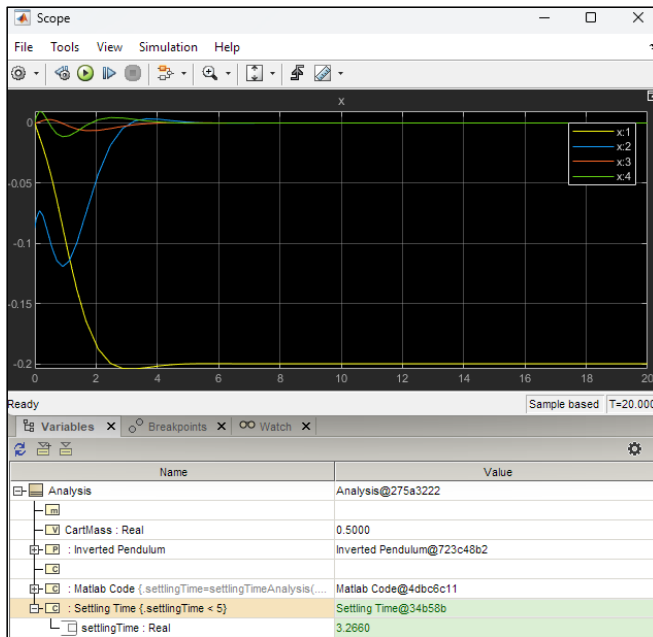 Scope
File Tools View Simulation Help
x
0
-0.05
-0.1
-0.15
-0.2
x:1
x:2
x:3
x:4
0 2 4 6 8 10 12 14 16 18 20
Ready Sample based T=20.000
Variables Breakpoints Watch
Name Value
Analysis Analysis@275a3222
m
V CartMass : Real 0.5000
P : Inverted Pendulum Inverted Pendulum@723c48b2
C
C : Matlab Code {.settlingTime=settlingTimeAnalysis(.... Matlab Code@4dbc6c11
C : Settling Time {.settlingTime < 5} Settling Time@34b58b
settlingTime : Real 3.2660